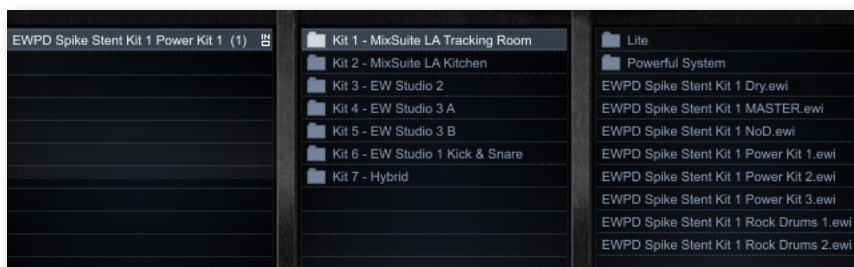 EWPD Spike Stent Kit 1 Power Kit 1 (1)
Kit 1 - MixSuite LA Tracking Room
Kit 2 - MixSuite LA Kitchen
Kit 3 - EW Studio 2
Kit 4 - EW Studio 3 A
Kit 5 - EW Studio 3 B
Kit 6 - EW Studio 1 Kick & Snare
Kit 7 - Hybrid
Lite
Powerful System
EWPD Spike Stent Kit 1 Dry.ewi
EWPD Spike Stent Kit 1 MASTER.ewi
EWPD Spike Stent Kit 1 NoD.ewi
EWPD Spike Stent Kit 1 Power Kit 1.ewi
EWPD Spike Stent Kit 1 Power Kit 2.ewi
EWPD Spike Stent Kit 1 Power Kit 3.ewi
EWPD Spike Stent Kit 1 Rock Drums 1.ewi
EWPD Spike Stent Kit 1 Rock Drums 2.ewi